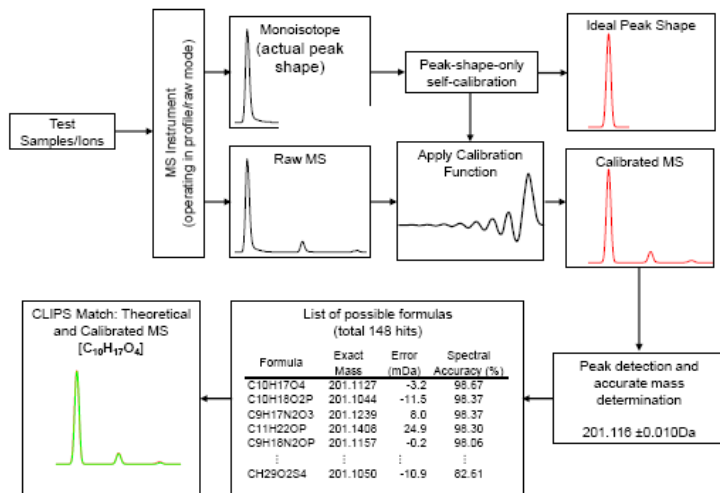 Test
Samples/Ions
MS Instrument
(operating in profile/raw mode)
Monoisotope
(actual peak
shape)
Peak-shape-only
self-calibration
Ideal Peak Shape
Raw MS
Apply Calibration
Function
Calibrated MS
Peak detection and
accurate mass
determination
201.116 ±0.010Da
List of possible formulas
(total 148 hits)
Formula Exact Mass Error (mDa) Spectral Accuracy (%)
C10H17O4 201.1127 -3.2 98.67
C10H18O2P 201.1044 -11.5 98.37
C9H17N2O3 201.1239 8.0 98.37
C11H22OP 201.1408 24.9 98.30
C9H18N2OP 201.1157 -0.2 98.06
⋮ ⋮ ⋮ ⋮
CH29O2S4 201.1050 -10.9 82.61
CLIPS Match: Theoretical
and Calibrated MS
[C₁₀H₁₇O₄]